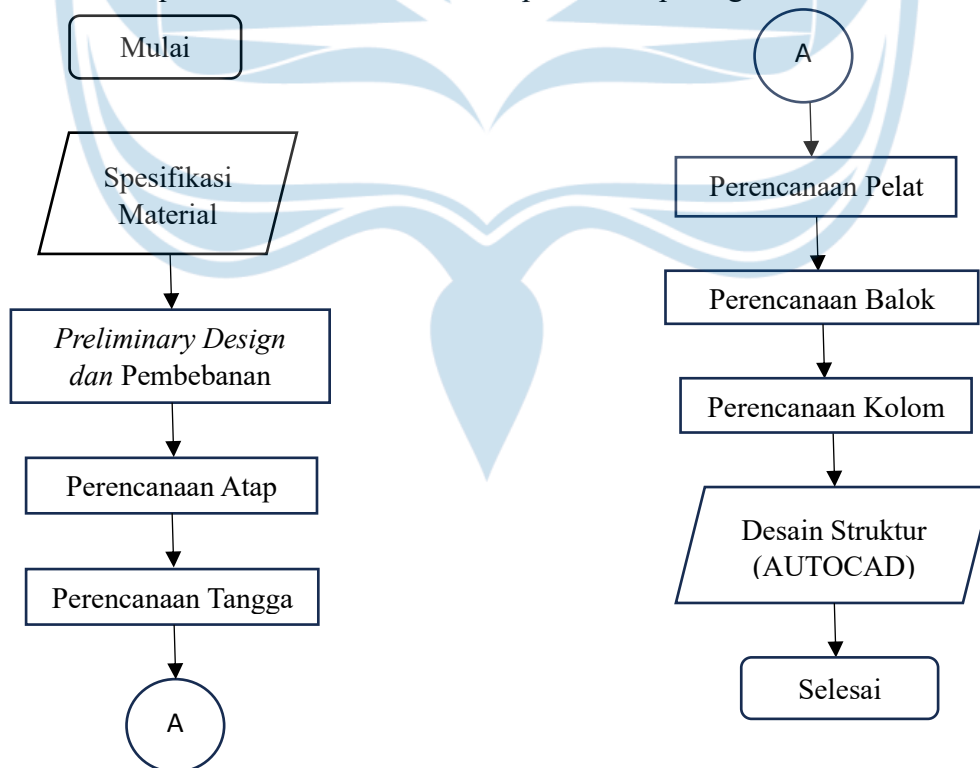 Mulai
Spesifikasi
Material
Preliminary Design
dan Pembebanan
Perencanaan Atap
Perencanaan Tangga
A
A
Perencanaan Pelat
Perencanaan Balok
Perencanaan Kolom
Desain Struktur
(AUTOCAD)
Selesai